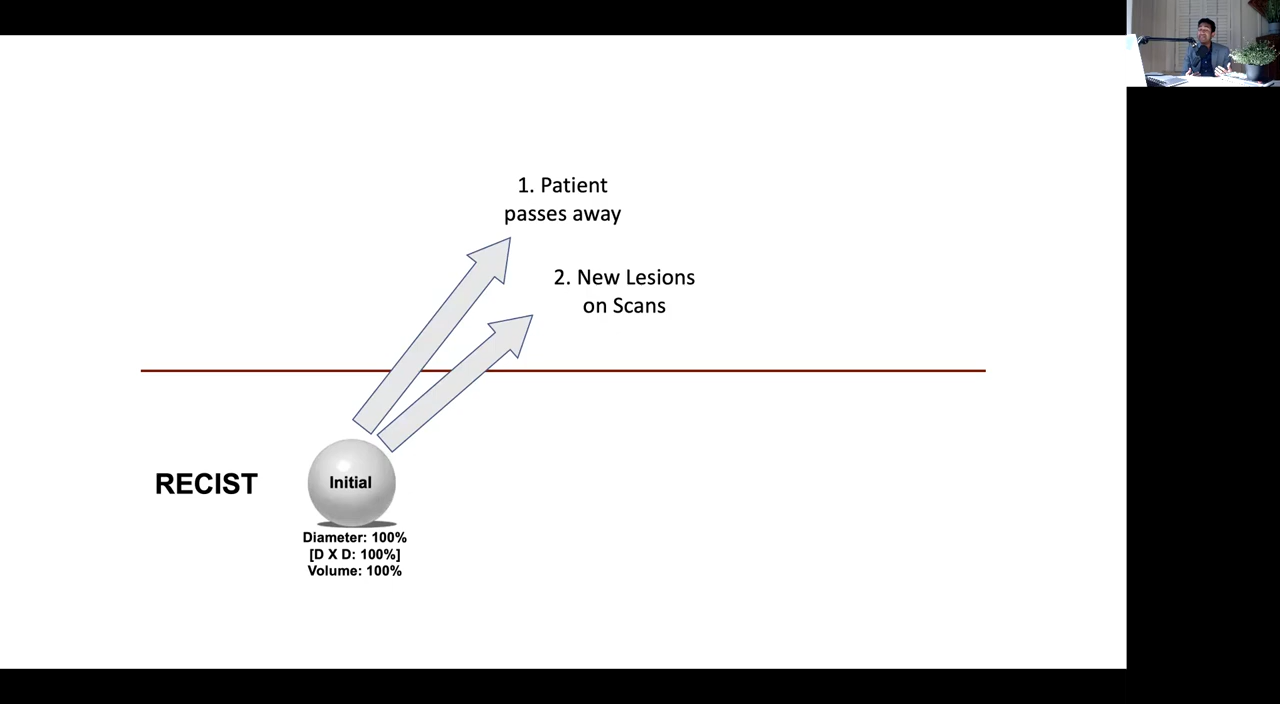 1. Patient
passes away
2. New Lesions
on Scans
RECIST
Initial
Diameter: 100%
[D X D: 100%]
Volume: 100%